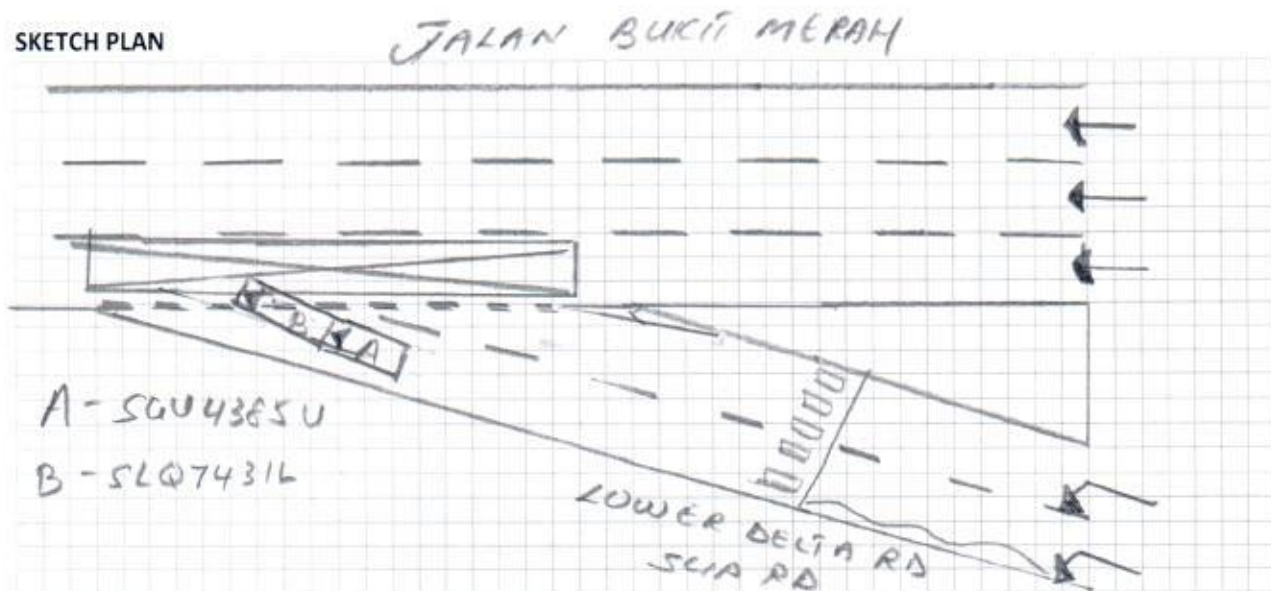 SKETCH PLAN
JALAN BUKIT MERAH
B
A
A - SGU4385U
B - SLQ7431L
LOWER DELTA RD
SLIP RD